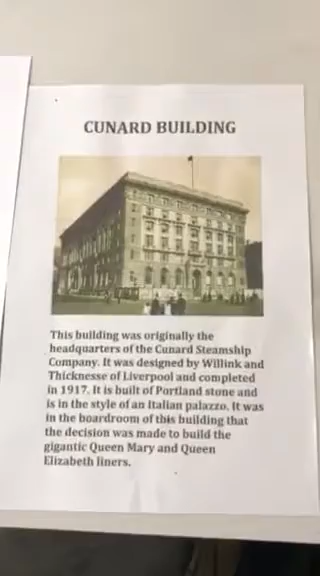 CUNARD BUILDING
This building was originally the
headquarters of the Cunard Steamship
Company. It was designed by Willink and
Thicknesse of Liverpool and completed
in 1917. It is built of Portland stone and
is in the style of an Italian palazzo. It was
in the boardroom of this building that
the decision was made to build the
gigantic Queen Mary and Queen
Elizabeth liners.